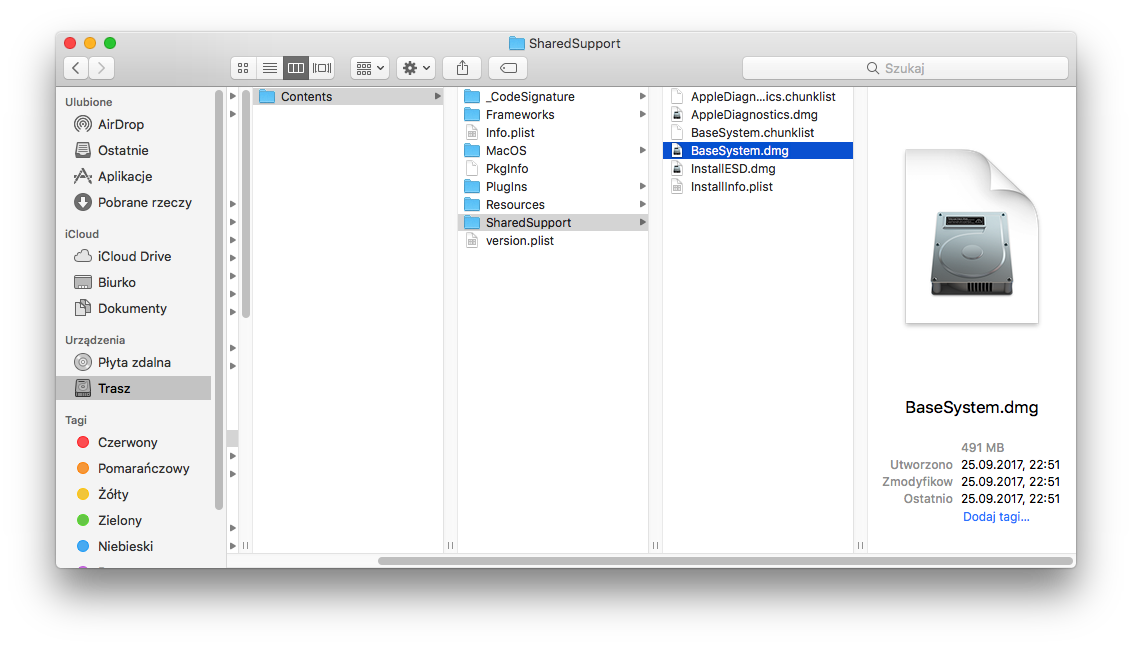 SharedSupport
Szukaj
Ulubione
AirDrop
Ostatnie
Aplikacje
Pobrane rzeczy
iCloud
iCloud Drive
Biurko
Dokumenty
Urządzenia
Płyta zdalna
Trasz
Tagi
Czerwony
Pomarańczowy
Żółty
Zielony
Niebieski
Contents
_CodeSignature
Frameworks
Info.plist
MacOS
PkgInfo
PlugIns
Resources
SharedSupport
version.plist
AppleDiagn...ics.chunklist
AppleDiagnostics.dmg
BaseSystem.chunklist
BaseSystem.dmg
InstallESD.dmg
InstallInfo.plist
BaseSystem.dmg
491 MB
Utworzono 25.09.2017, 22:51
Zmodyfikow 25.09.2017, 22:51
Ostatnio 25.09.2017, 22:51
Dodaj tagi...